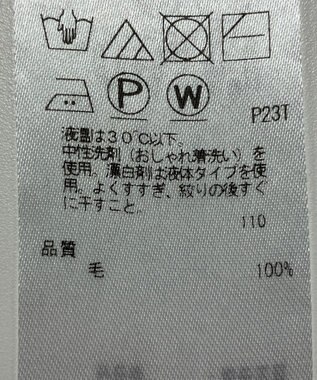 P W
P23T
液温は30℃以下。
中性洗剤(おしゃれ着洗い)を
使用。漂白剤は液体タイプを使
用。よくすすぎ、絞りの後すぐ
に干すこと。
110
品質
毛 100%